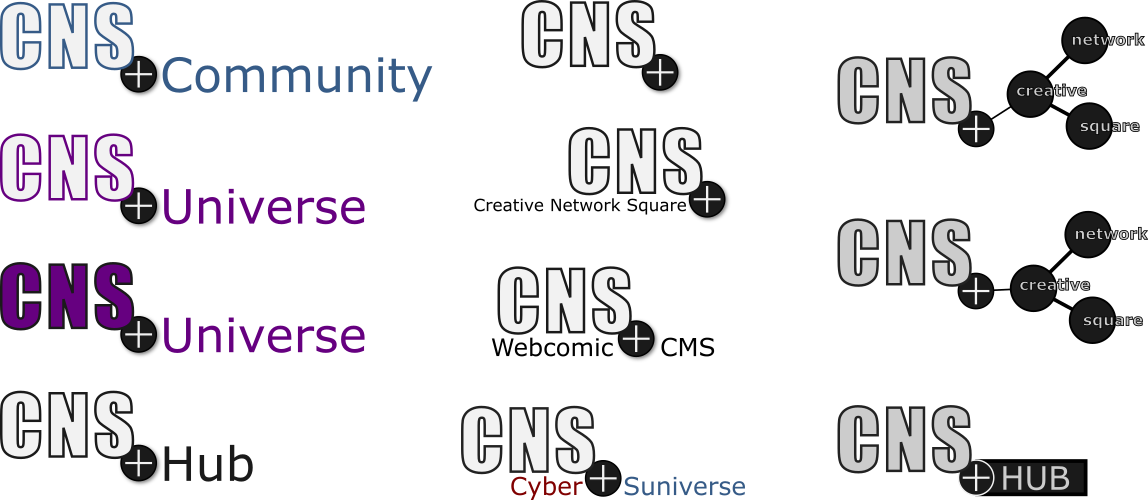 CNS
+ Community
CNS
+ Universe
CNS
+ Universe
CNS
+ Hub
CNS
+
CNS
Creative Network Square +
CNS
Webcomic + CMS
CNS
Cyber + Suniverse
network
CNS
creative
+
square
network
CNS
creative
+
square
CNS
+ HUB